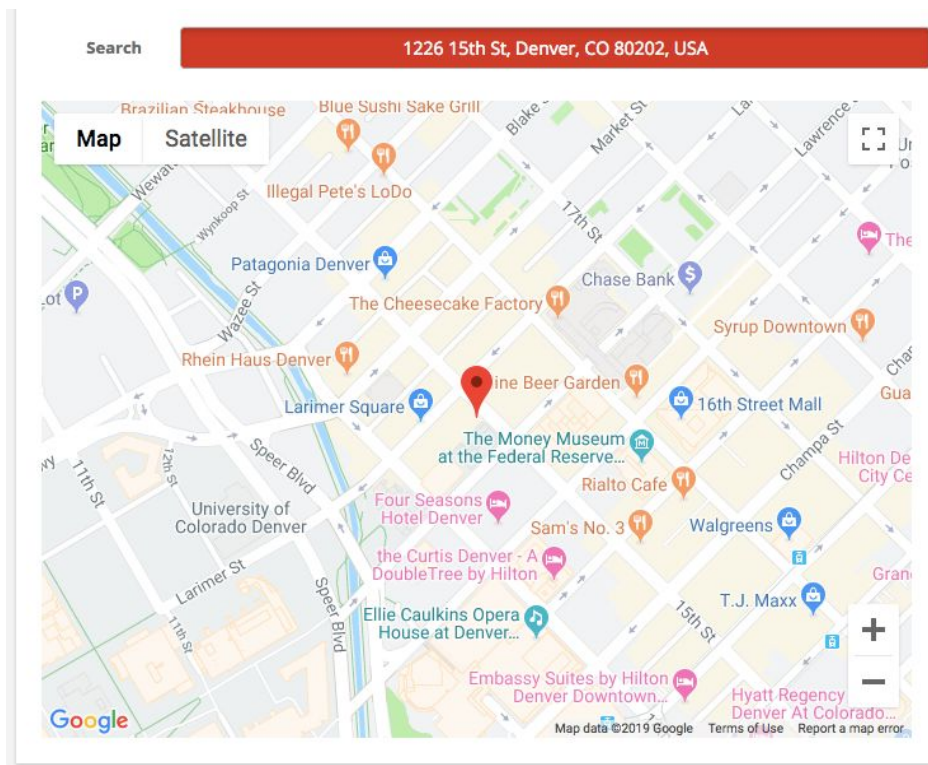 Search
1226 15th St, Denver, CO 80202, USA
Brazilian Steakhouse
Blue Sushi Sake Grill
Map
Satellite
Blake
Market St
Lawrence
Wynkoop St
Illegal Pete's LoDo
17th St
The
Patagonia Denver
Chase Bank
Lot
P
Wazee St
The Cheesecake Factory
Syrup Downtown
Rhein Haus Denver
ine Beer Garden
Larimer Square
16th Street Mall
Gua
The Money Museum
at the Federal Reserve...
Speer Blvd
Champa St
11th St
12th St
Hilton De
City Ce
Rialto Cafe
Four Seasons
Hotel Denver
University of
Colorado Denver
Sam's No. 3
Walgreens
the Curtis Denver - A
DoubleTree by Hilton
Larimer St
Gran
T.J. Maxx
Speer Blvd
Ellie Caulkins Opera
House at Denver...
15th St
11th St
Embassy Suites by Hilton
Denver Downtown...
Hyatt Regency
Denver At Colorado...
Google
Map data ©2019 Google
Terms of Use
Report a map error